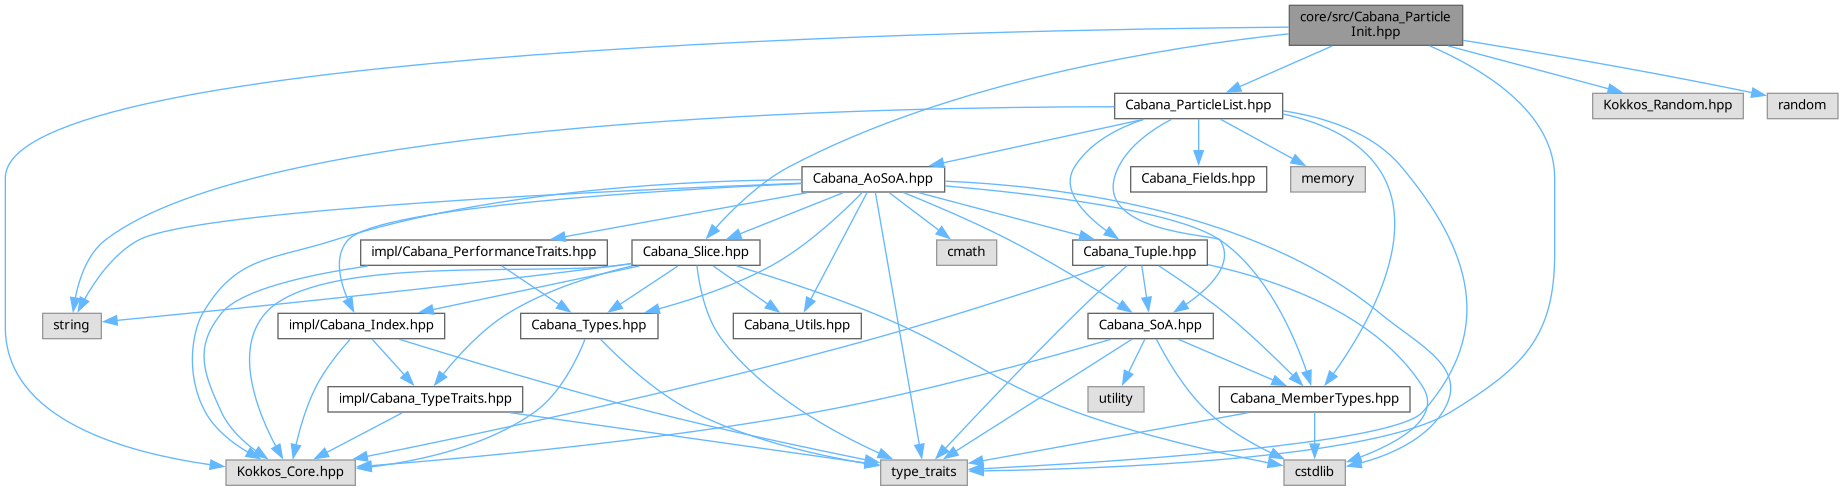 core/src/Cabana_Particle
Init.hpp
Cabana_ParticleList.hpp
Kokkos_Random.hpp
random
Cabana_AoSoA.hpp
Cabana_Fields.hpp
memory
impl/Cabana_PerformanceTraits.hpp
Cabana_Slice.hpp
cmath
Cabana_Tuple.hpp
string
impl/Cabana_Index.hpp
Cabana_Types.hpp
Cabana_Utils.hpp
Cabana_SoA.hpp
impl/Cabana_TypeTraits.hpp
utility
Cabana_MemberTypes.hpp
Kokkos_Core.hpp
type_traits
cstdlib